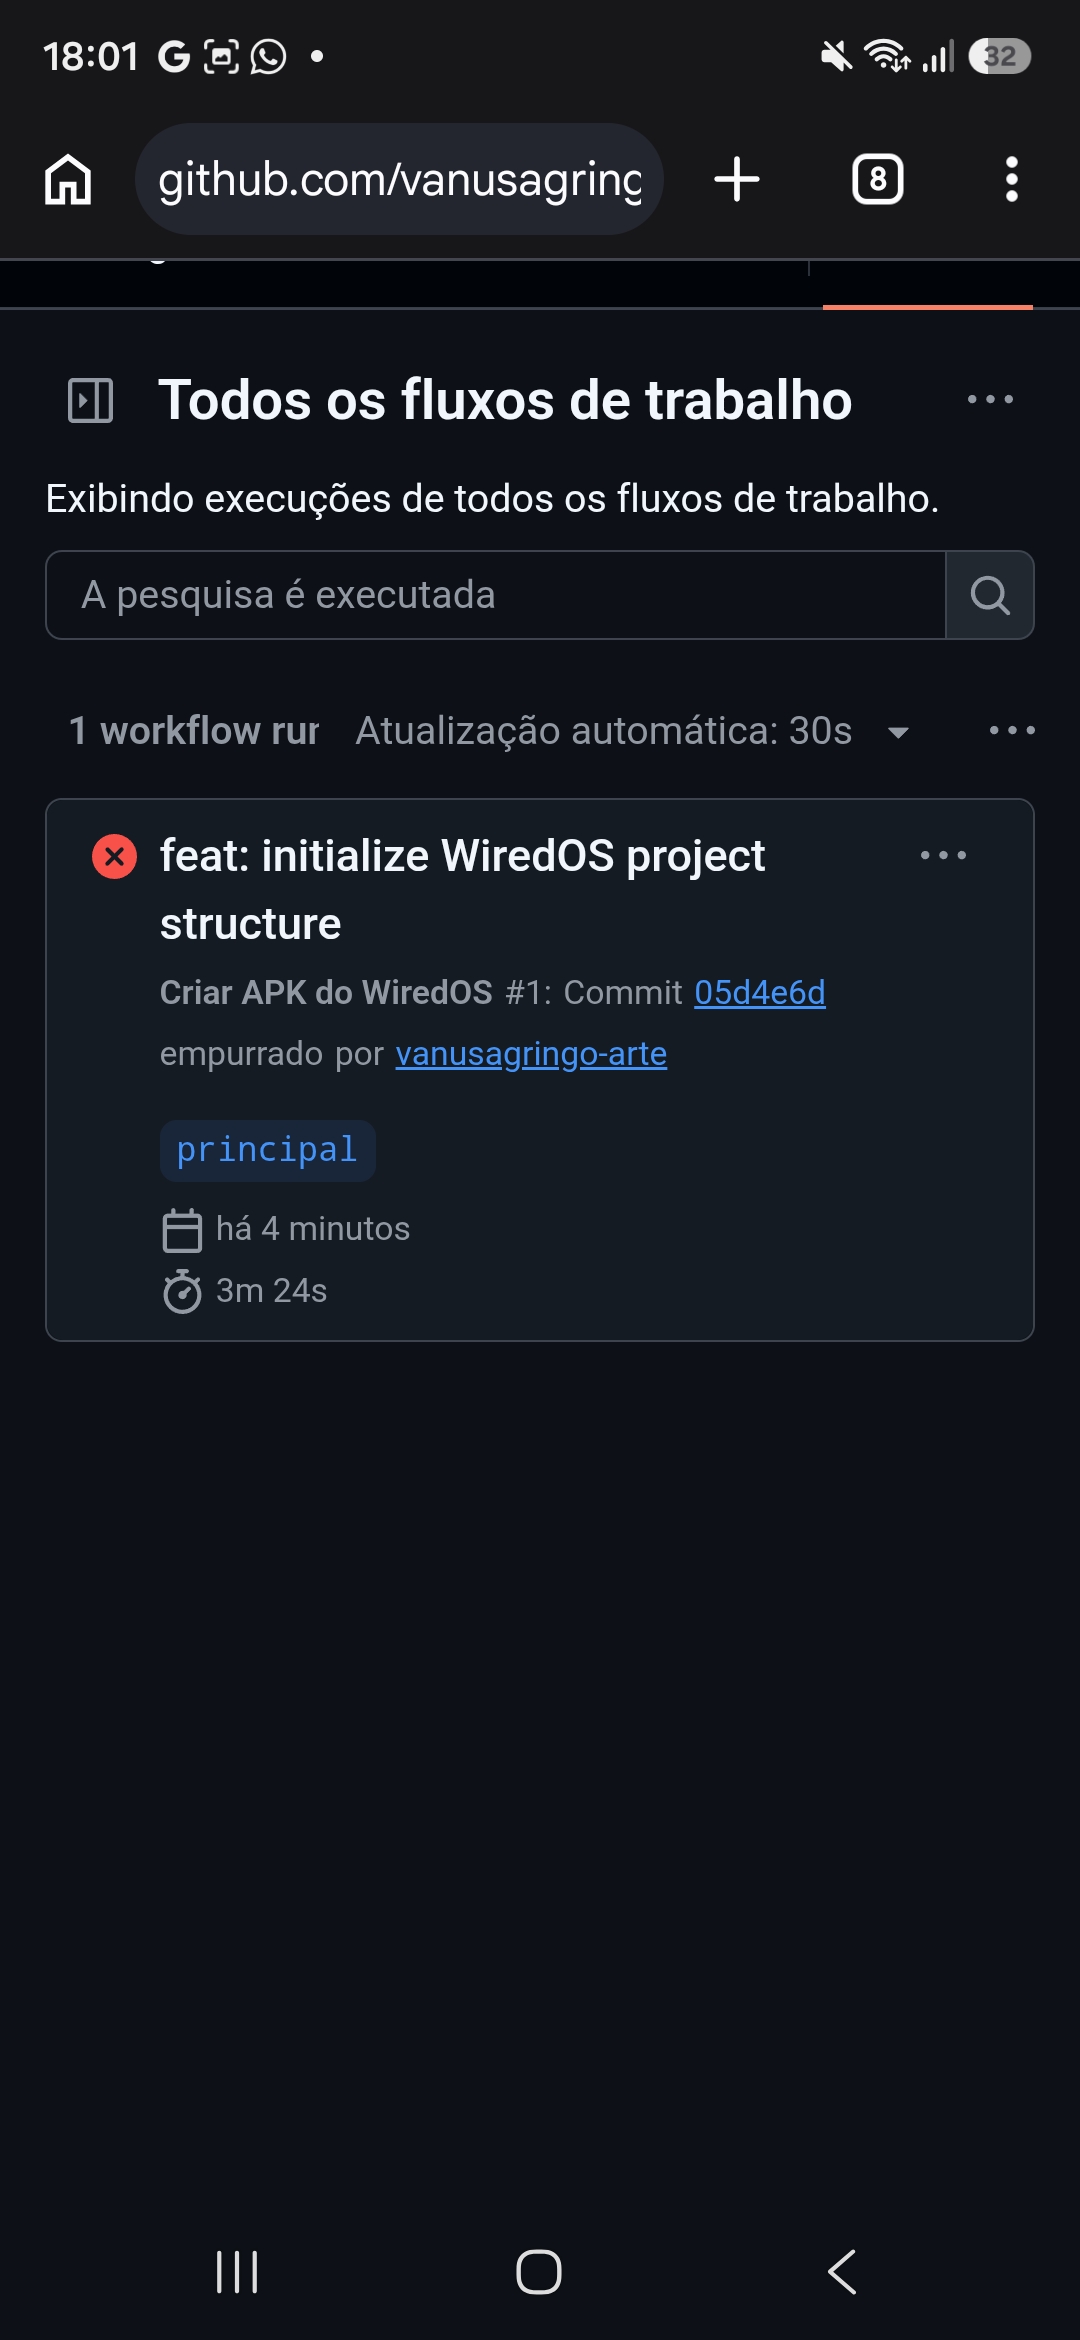 18:01
32
github.com/vanusagring
8
Todos os fluxos de trabalho
Exibindo execuções de todos os fluxos de trabalho.
A pesquisa é executada
1 workflow run Atualização automática: 30s
feat: initialize WiredOS project
structure
Criar APK do WiredOS #1: Commit 05d4e6d
empurrado por vanusagringo-arte
principal
há 4 minutos
3m 24s